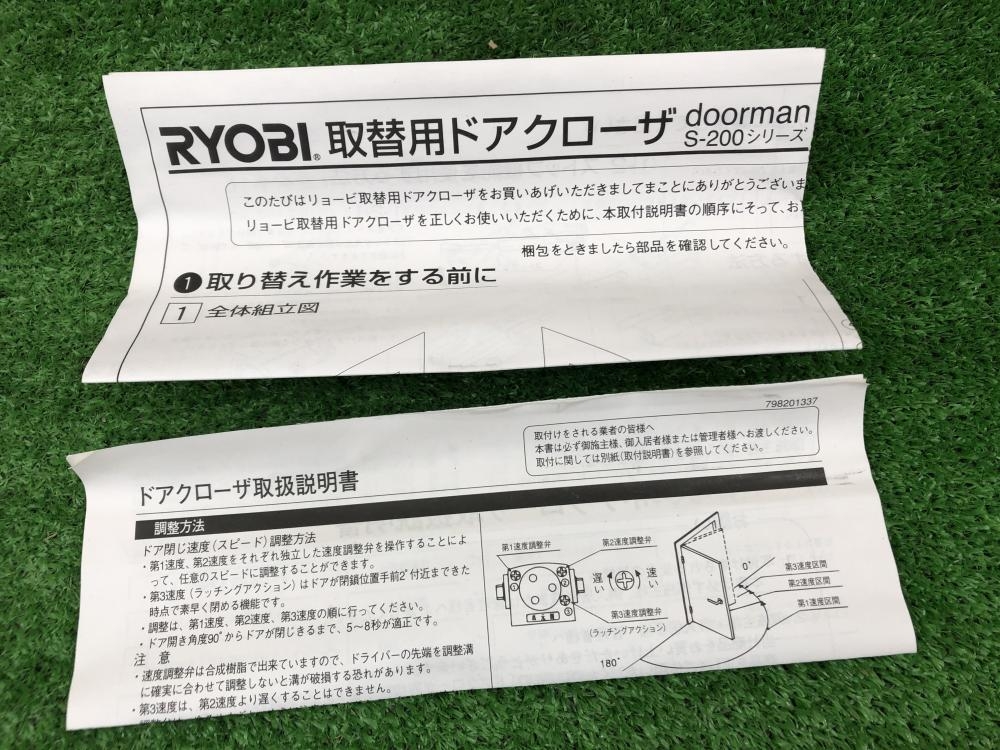 RYOBI® 取替用ドアクローザ doorman
S-200シリーズ
このたびはリョービ取替用ドアクローザをお買いあげいただきましてまことにありがとうございま
リョービ取替用ドアクローザを正しくお使いいただくために、本取付説明書の順序にそって、お
梱包をときましたら部品を確認してください。
❶取り替え作業をする前に
1 全体組立図
798201337
取付けをされる業者の皆様へ
本書は必ず御施主様、御入居者様または管理者様へお渡しください。
取付に関しては別紙(取付説明書)を参照してください。
ドアクローザ取扱説明書
調整方法
ドア閉じ速度(スピード)調整方法
・第1速度、第2速度をそれぞれ独立した速度調整弁を操作することによ
って、任意のスピードに調整することができます。
・第3速度(ラッチングアクション)はドアが閉鎖位置手前2°付近まできた
時点で素早く閉める機能です。
・調整は、第1速度、第2速度、第3速度の順に行ってください。
・ドア開き角度90°からドアが閉じきるまで、5〜8秒が適正です。
注 意
・速度調整弁は合成樹脂で出来ていますので、ドライバーの先端を調整溝
に確実に合わせて調整しないと溝が破損する恐れがあります。
・第3速度は、第2速度より遅くすることはできません。
第1速度調整弁
第2速度調整弁
①
②
③
遅い
速い
第3速度調整弁
(ラッチングアクション)
0°
第3速度区間
第2速度区間
第1速度区間
180°